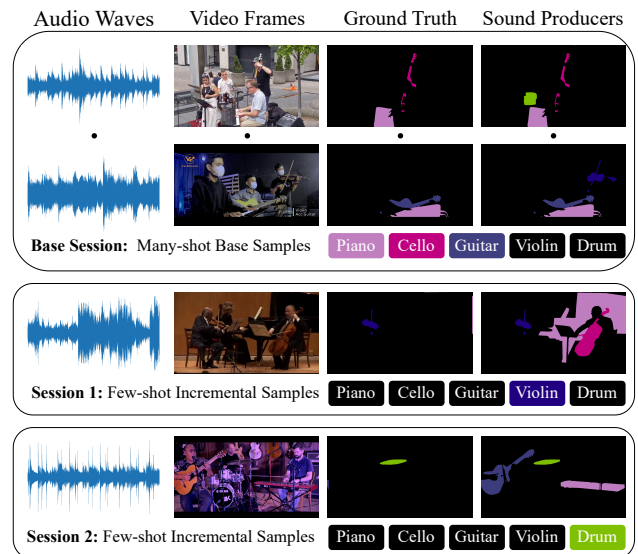 Audio Waves Video Frames Ground Truth Sound Producers
Base Session: Many-shot Base Samples Piano Cello Guitar Violin Drum
Session 1: Few-shot Incremental Samples Piano Cello Guitar Violin Drum
Session 2: Few-shot Incremental Samples Piano Cello Guitar Violin Drum